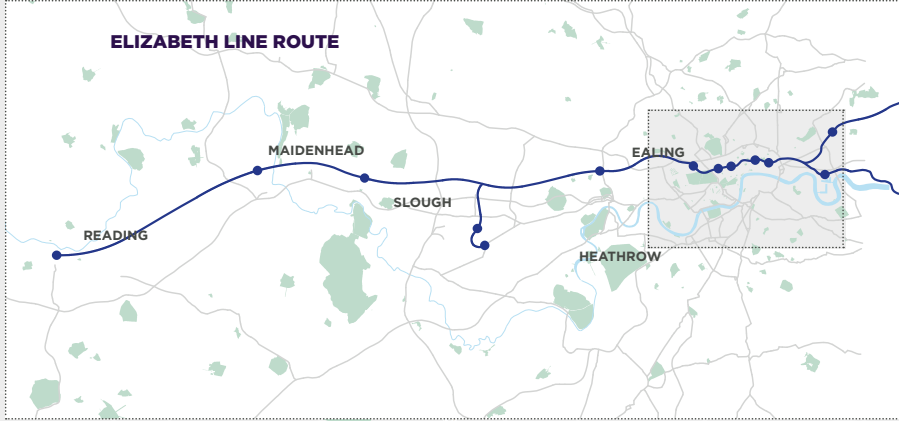 ELIZABETH LINE ROUTE
MAIDENHEAD
EALING
SLOUGH
READING
HEATHROW